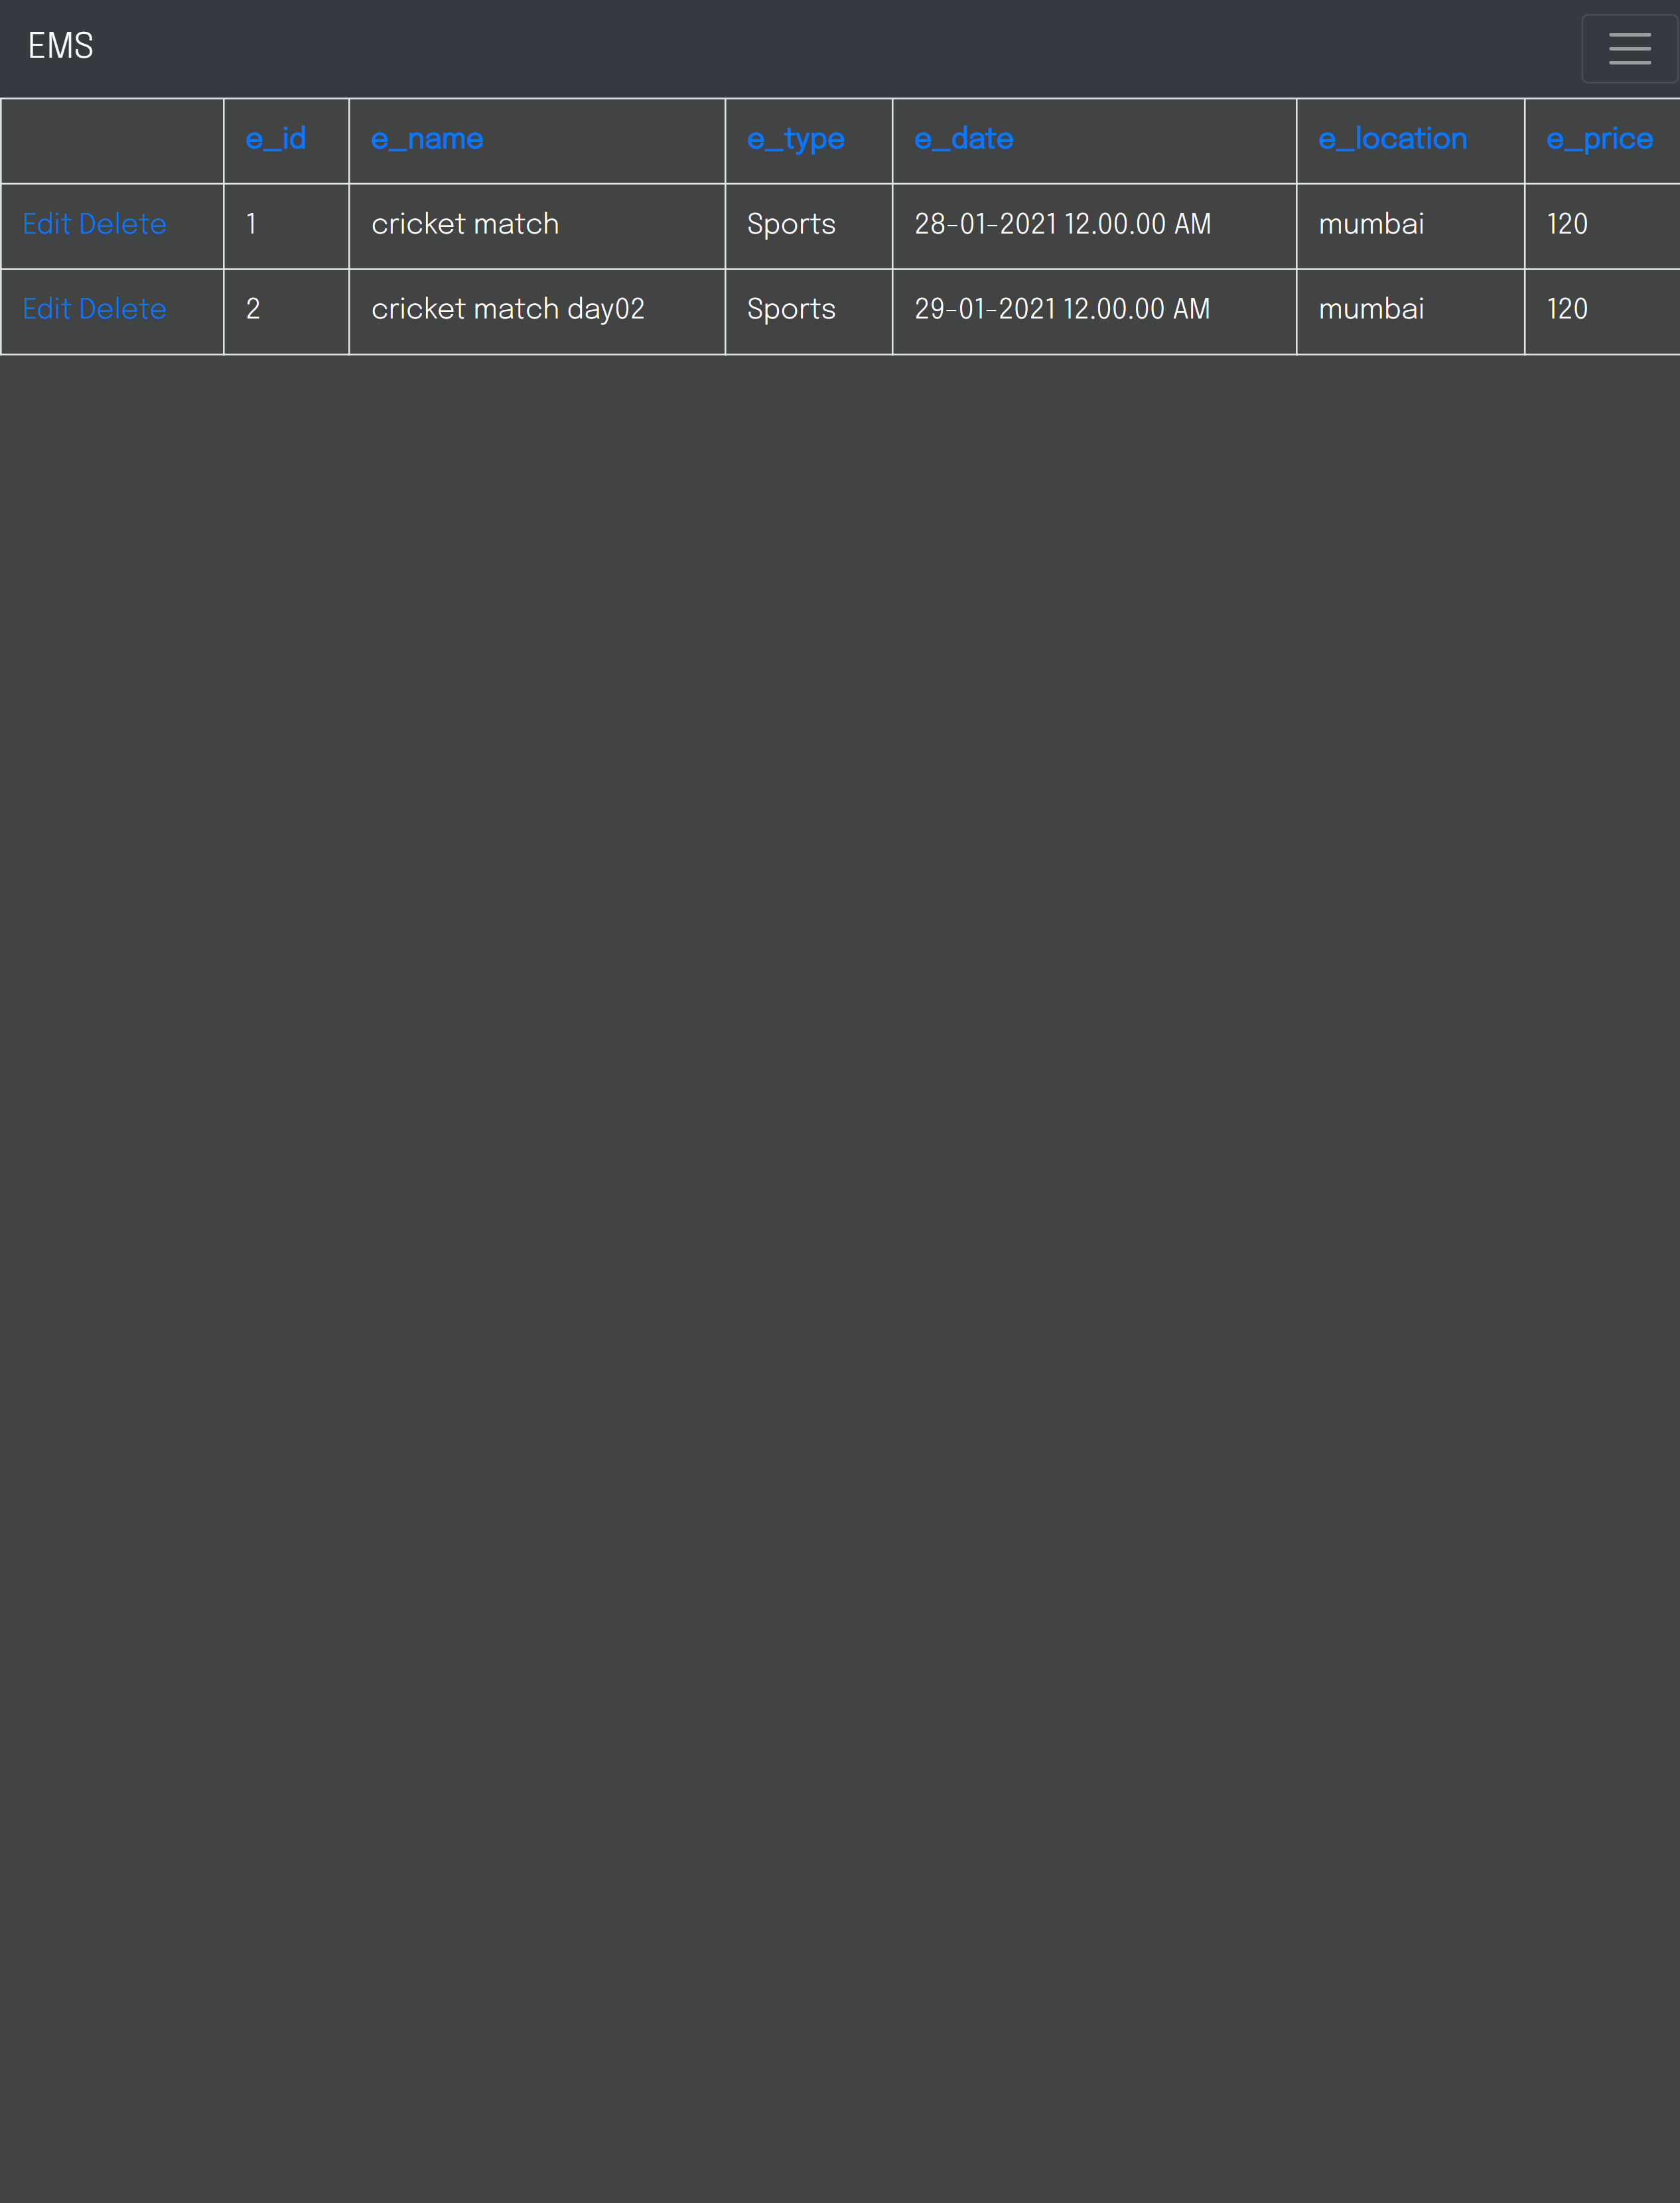 EMS
e_id e_name e_type e_date e_location e_price
Edit Delete 1 cricket match Sports 28-01-2021 12.00.00 AM mumbai 120
Edit Delete 2 cricket match day02 Sports 29-01-2021 12.00.00 AM mumbai 120